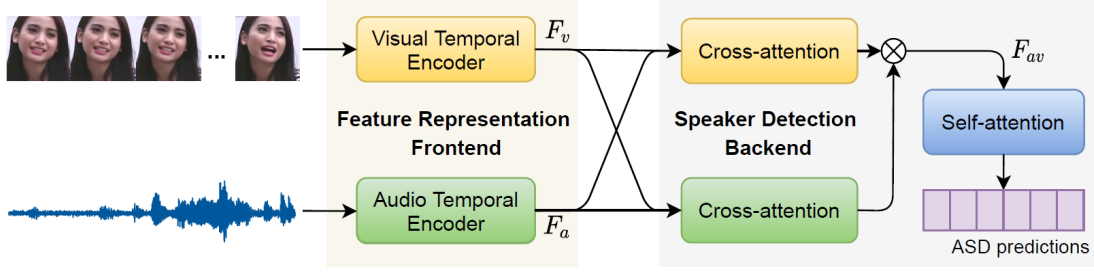 ...
Visual Temporal
Encoder
F_v
Cross-attention
F_av
Feature Representation
Frontend
Speaker Detection
Backend
Self-attention
Audio Temporal
Encoder
F_a
Cross-attention
ASD predictions